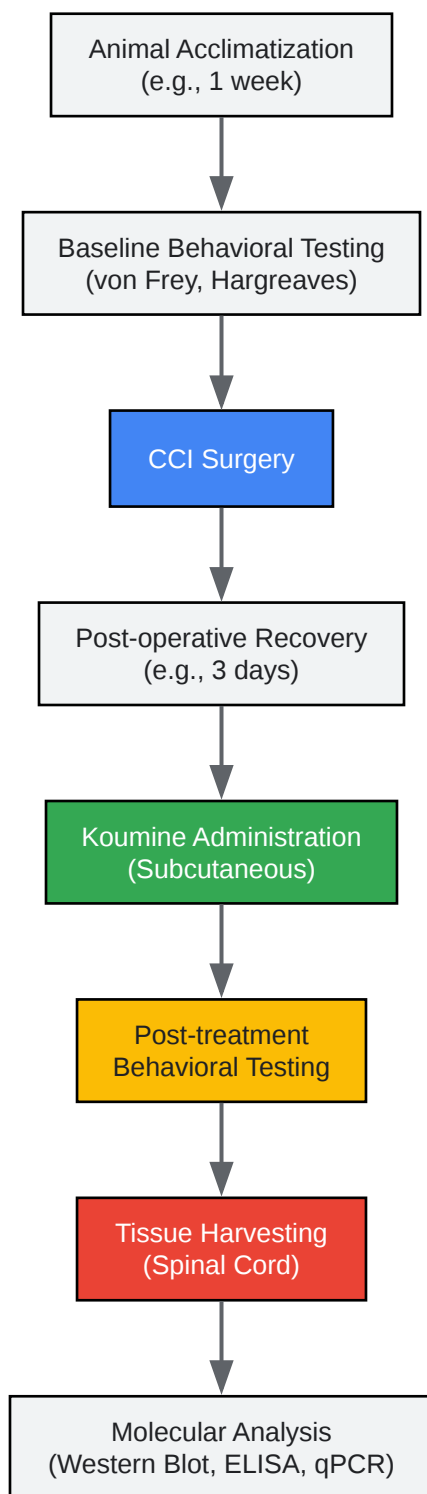 Animal Acclimatization
(e.g., 1 week)
Baseline Behavioral Testing
(von Frey, Hargreaves)
CCI Surgery
Post-operative Recovery
(e.g., 3 days)
Koumine Administration
(Subcutaneous)
Post-treatment
Behavioral Testing
Tissue Harvesting
(Spinal Cord)
Molecular Analysis
(Western Blot, ELISA, qPCR)